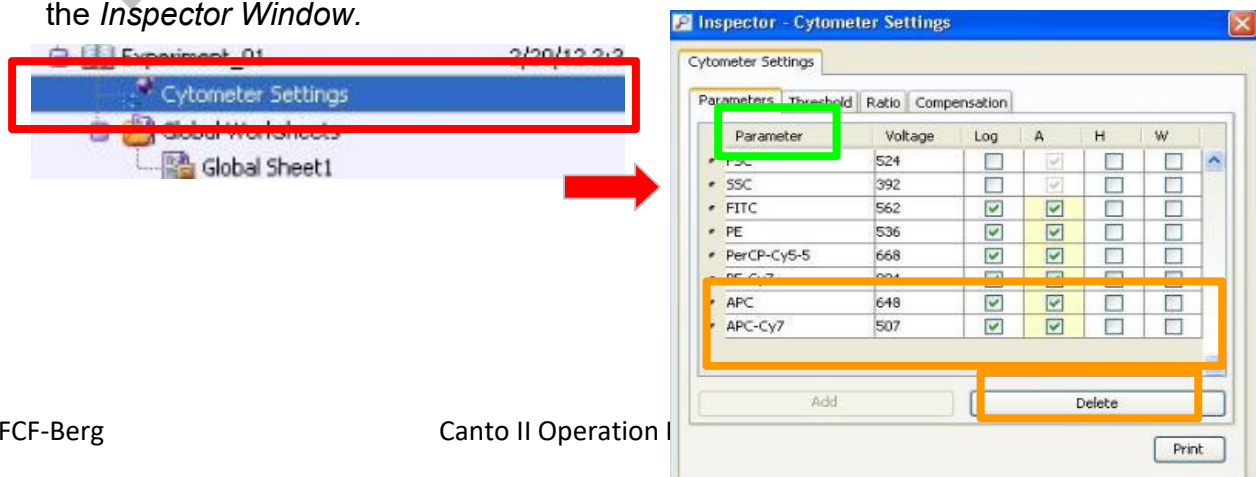 the Inspector Window.
Experiment_01
Cytometer Settings
Global Worksheets
Global Sheet1
Inspector - Cytometer Settings
Cytometer Settings
Parameters Threshold Ratio Compensation
Parameter Voltage Log A H W
FSC 524
SSC 392
FITC 562
PE 536
PerCP-Cy5-5 668
PE-Cy7
APC 648
APC-Cy7 507
Add Delete
Print
FCF-Berg Canto II Operation